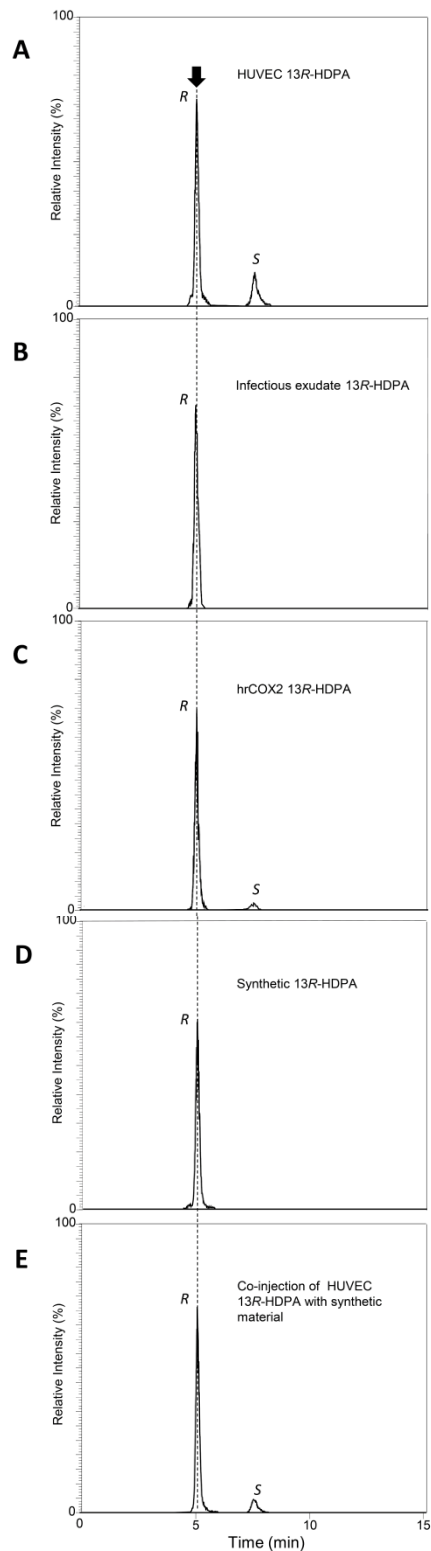 A
100
HUVEC 13R-HDPA
R
S
Relative Intensity (%)
0
B
100
Infectious exudate 13R-HDPA
R
Relative Intensity (%)
0
C
100
hrCOX2 13R-HDPA
R
S
Relative Intensity (%)
0
D
100
Synthetic 13R-HDPA
R
Relative Intensity (%)
0
E
100
Co-injection of HUVEC
13R-HDPA with synthetic
material
R
S
Relative Intensity (%)
0
0 5 10 15
Time (min)